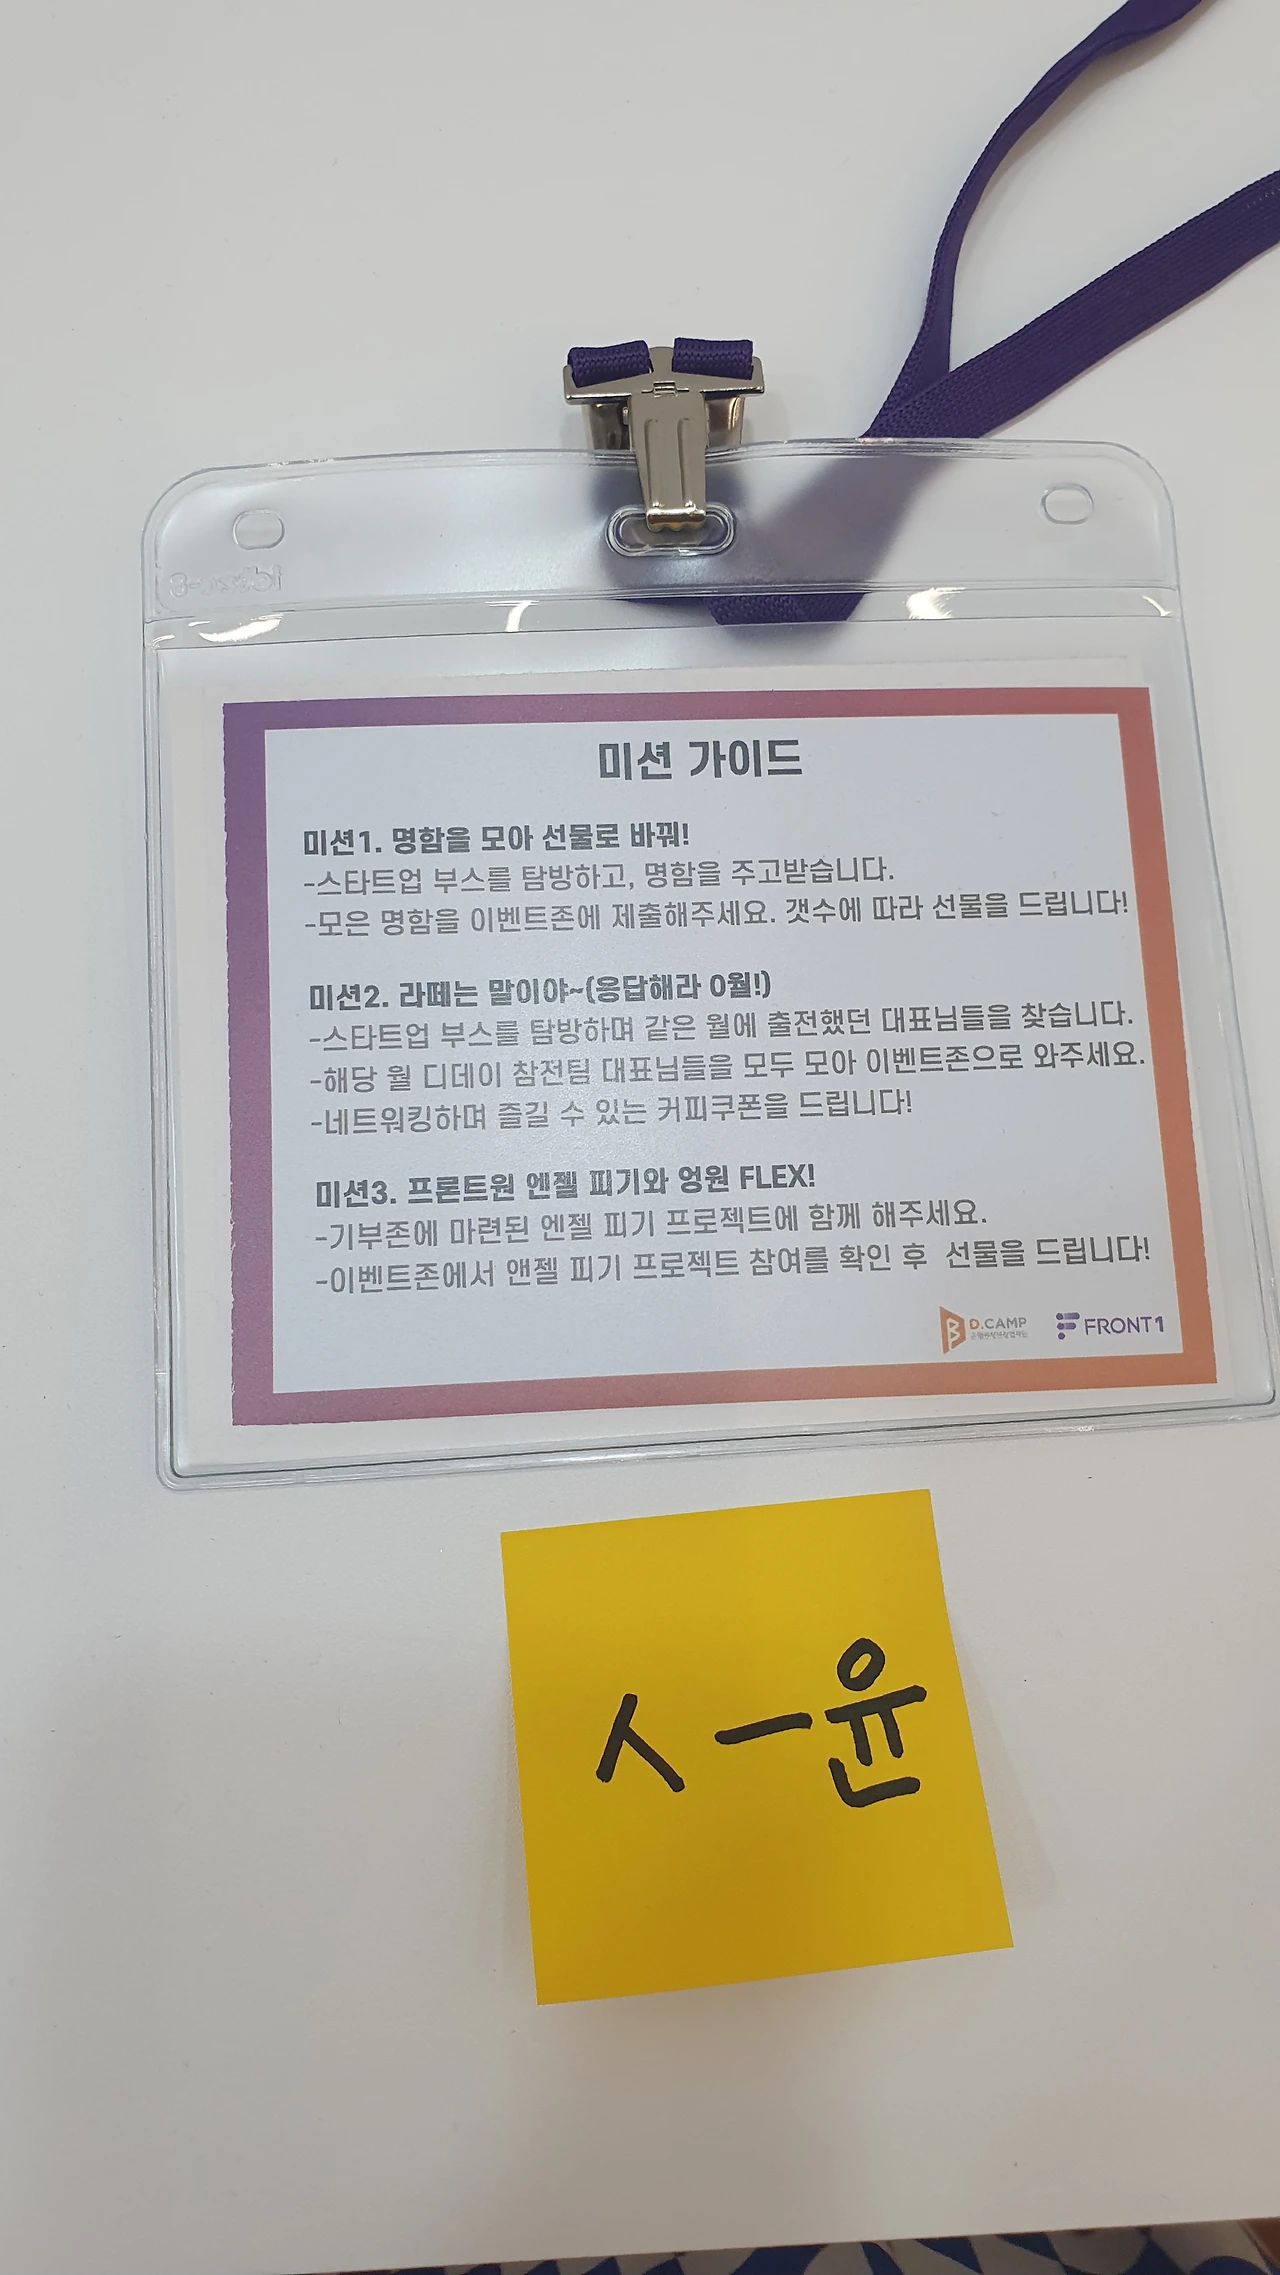 미션 가이드
미션1. 명함을 모아 선물로 바꿔!
-스타트업 부스를 탐방하고, 명함을 주고받습니다.
-모은 명함을 이벤트존에 제출해주세요. 갯수에 따라 선물을 드립니다!
미션2. 라떼는 말이야~(응답해라 0월!)
-스타트업 부스를 탐방하며 같은 월에 출전했던 대표님들을 찾습니다.
-해당 월 디데이 참전팀 대표님들을 모두 모아 이벤트존으로 와주세요.
-네트워킹하며 즐길 수 있는 커피쿠폰을 드립니다!
미션3. 프론트원 엔젤 피기와 엉원 FLEX!
-기부존에 마련된 엔젤 피기 프로젝트에 함께 해주세요.
-이벤트존에서 앤젤 피기 프로젝트 참여를 확인 후 선물을 드립니다!
D.CAMP
은행권청년창업재단
FRONT1
ㅅㅡ윤